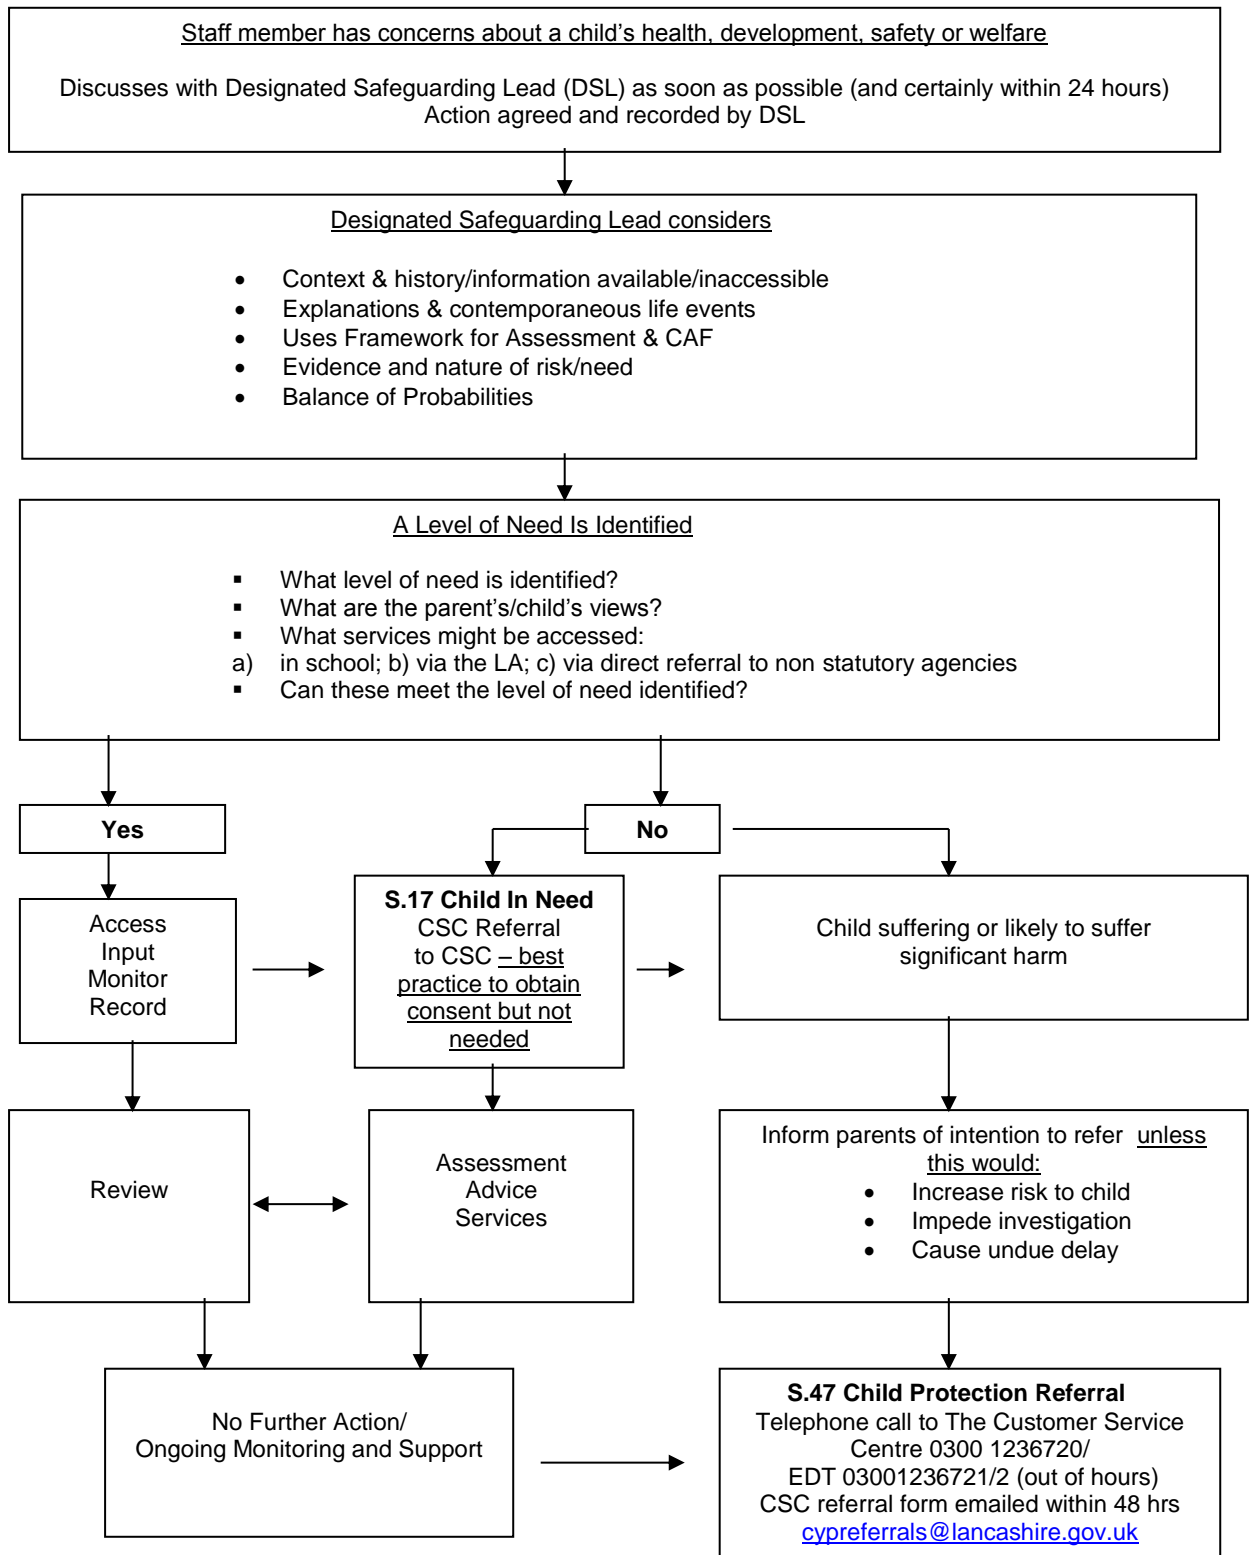 Staff member has concerns about a child's health, development, safety or welfare
Discusses with Designated Safeguarding Lead (DSL) as soon as possible (and certainly within 24 hours)
Action agreed and recorded by DSL
Designated Safeguarding Lead considers
• Context & history/information available/inaccessible
• Explanations & contemporaneous life events
• Uses Framework for Assessment & CAF
• Evidence and nature of risk/need
• Balance of Probabilities
A Level of Need Is Identified
▪ What level of need is identified?
▪ What are the parent's/child's views?
▪ What services might be accessed:
a) in school; b) via the LA; c) via direct referral to non statutory agencies
▪ Can these meet the level of need identified?
Yes
No
Access
Input
Monitor
Record
S.17 Child In Need
CSC Referral
to CSC – best
practice to obtain
consent but not
needed
Child suffering or likely to suffer
significant harm
Review
Assessment
Advice
Services
Inform parents of intention to refer unless
this would:
• Increase risk to child
• Impede investigation
• Cause undue delay
No Further Action/
Ongoing Monitoring and Support
S.47 Child Protection Referral
Telephone call to The Customer Service
Centre 0300 1236720/
EDT 03001236721/2 (out of hours)
CSC referral form emailed within 48 hrs
cypreferrals@lancashire.gov.uk